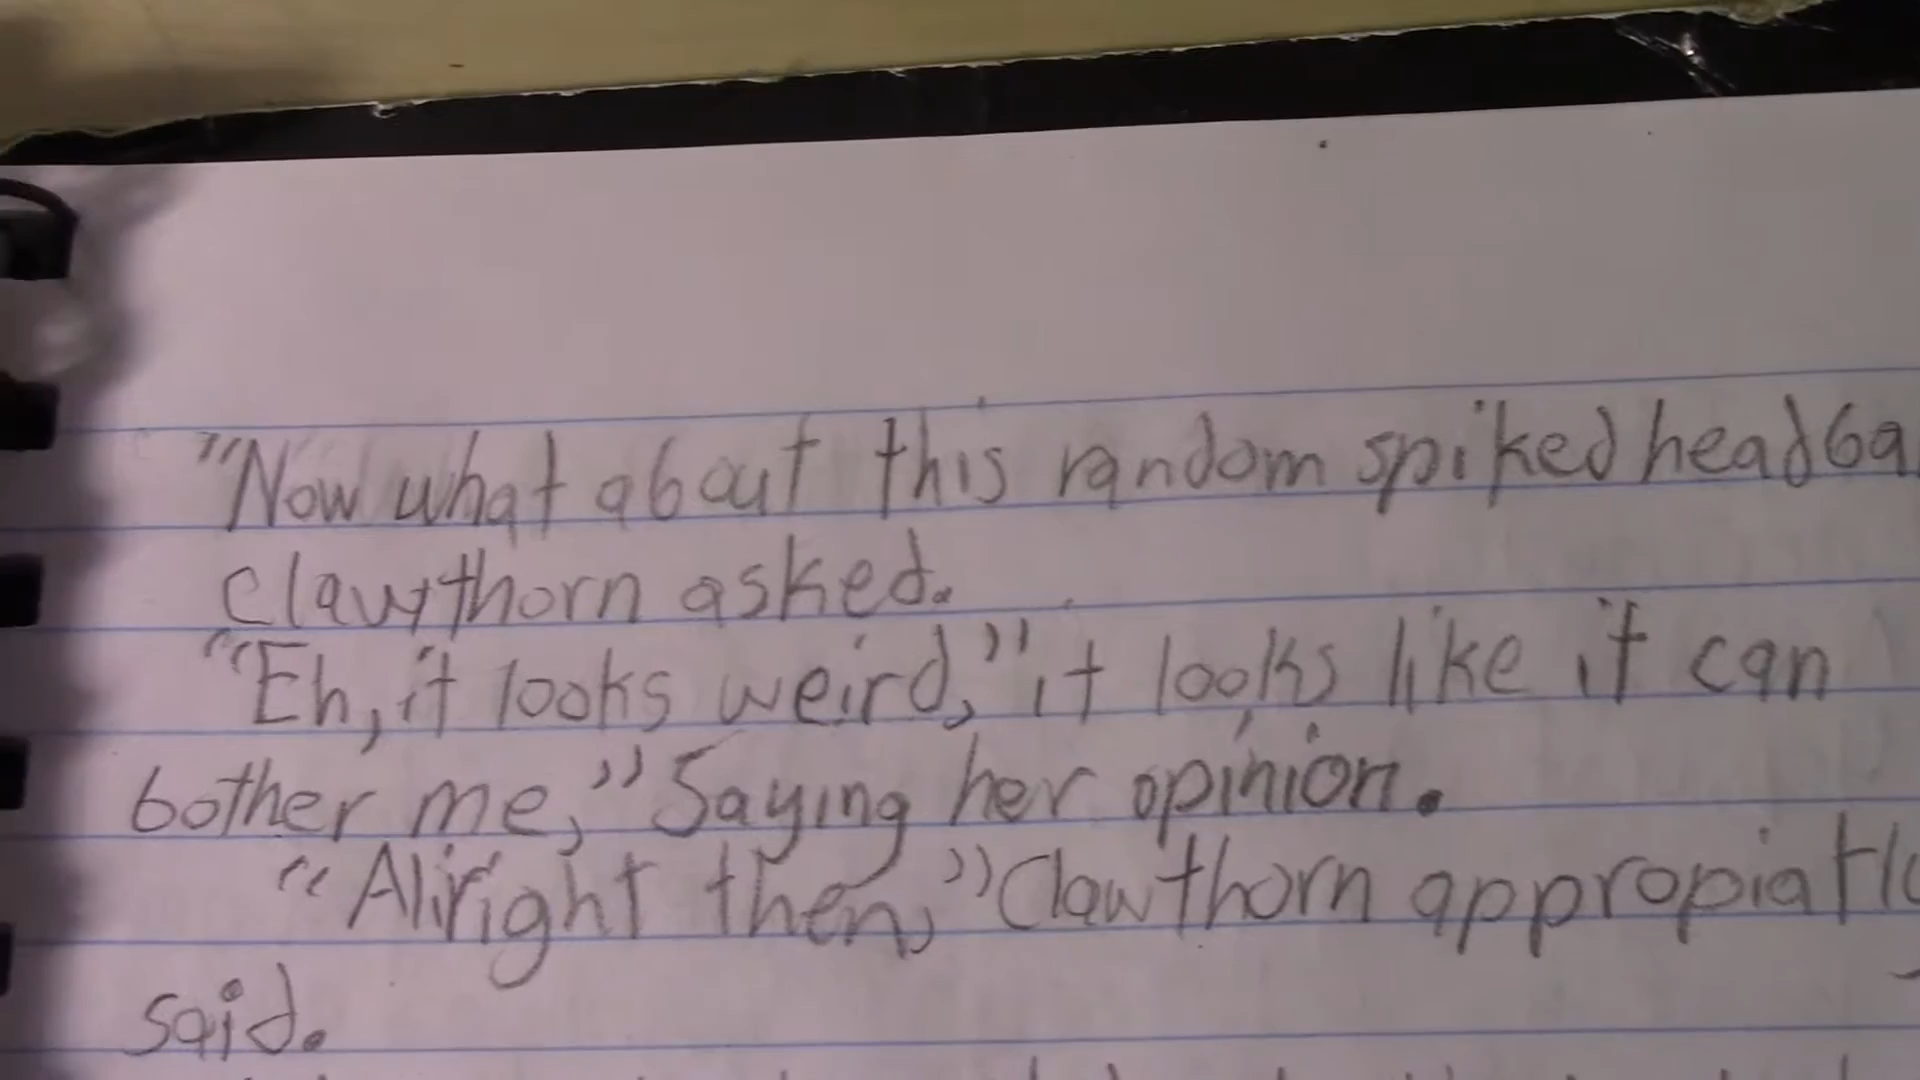 "Now what about this random spiked headba
Clawthorn asked.
"Eh, it looks weird," it looks like it can
bother me," Saying her opinion.
"Alright then," Clawthorn appropiatly
said.